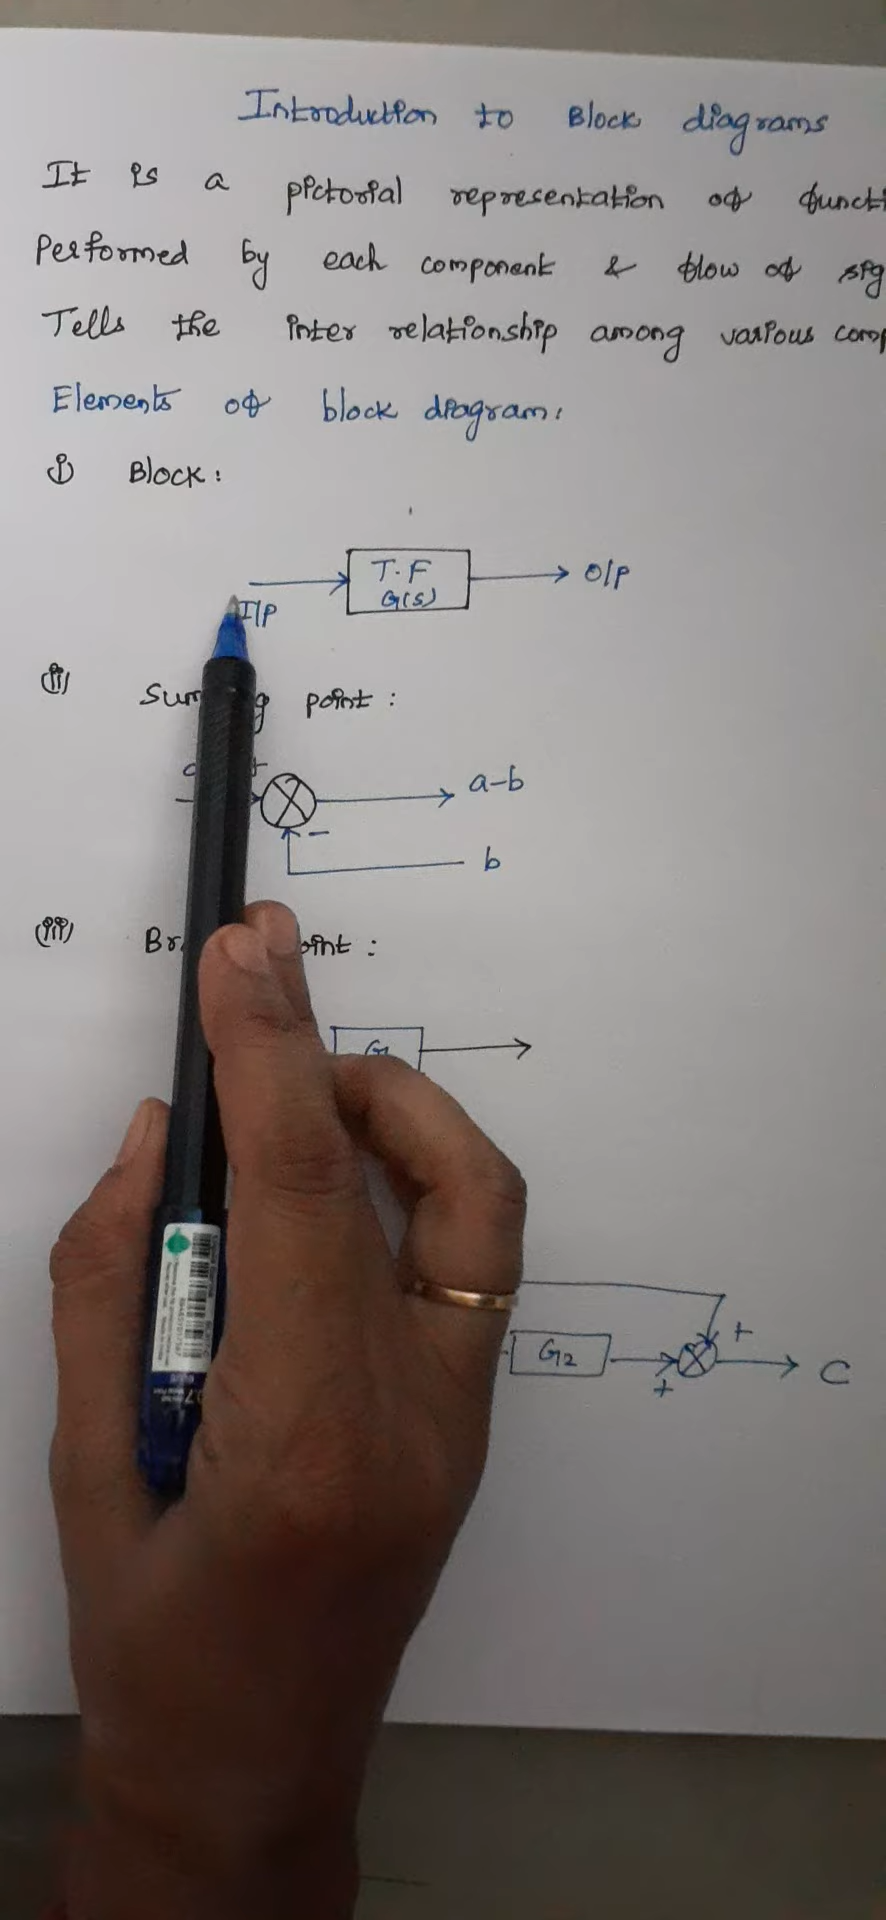 Introduction to Block diagrams
It is a pictorial representation of
Performed by each component & flow of
Tells the inter relationship among various
Elements of block diagram:
(i) Block:
T.F
G(s)
O/P
I/P
(ii) point:
+
a-b
-
b
(iii) :
G2
+
+
C